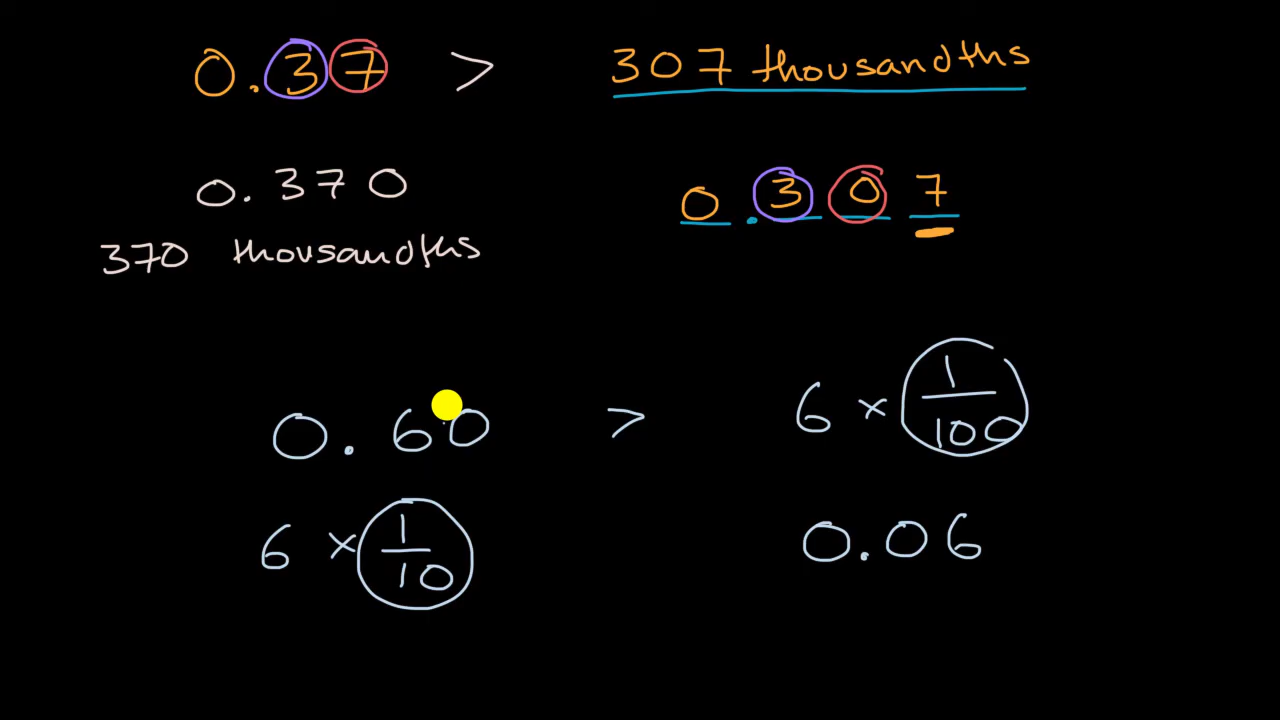 0.37 > 307 thousandths
0.370
0.307
370 thousandths
0.60 > 6 × 1/100
6 × 1/10
0.06